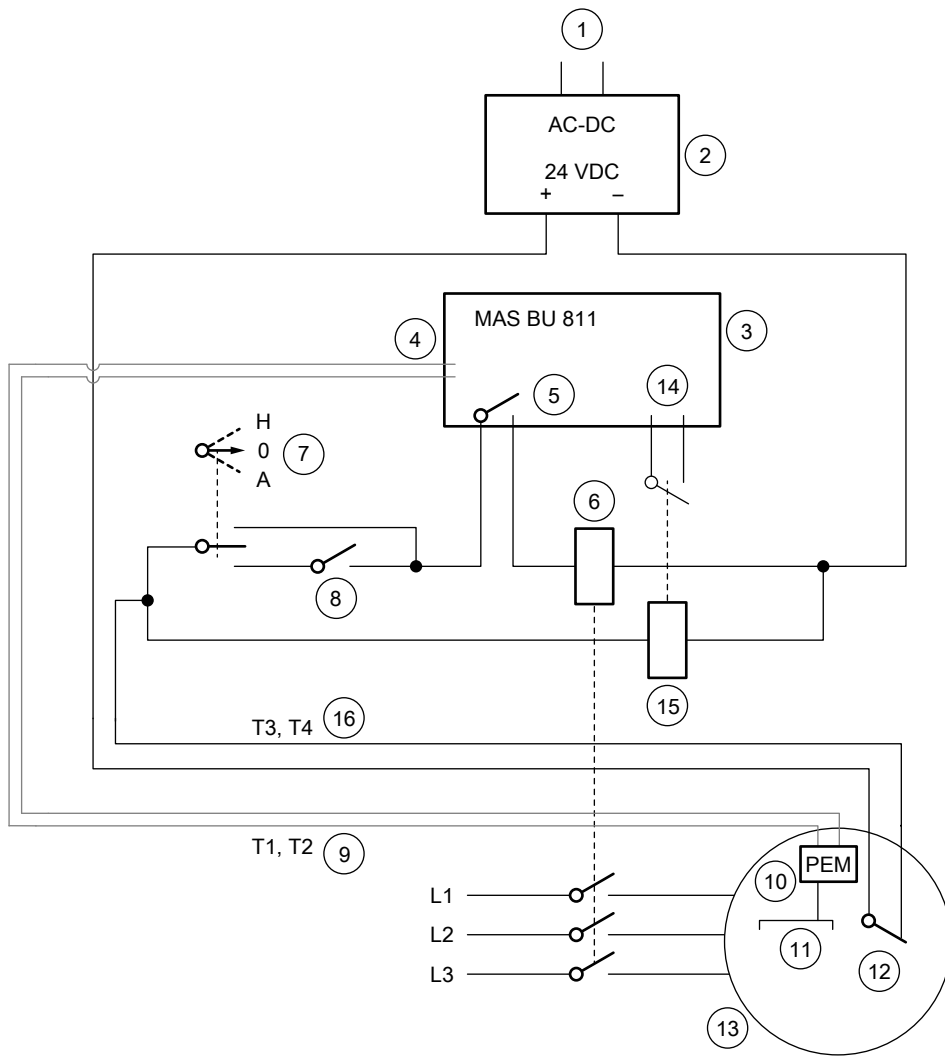 1
AC-DC
2
24 VDC
+ –
MAS BU 811
3
4
5
14
H
0
7
A
6
8
15
T3, T4 16
T1, T2 9
PEM
10
L1
L2
11
12
L3
13